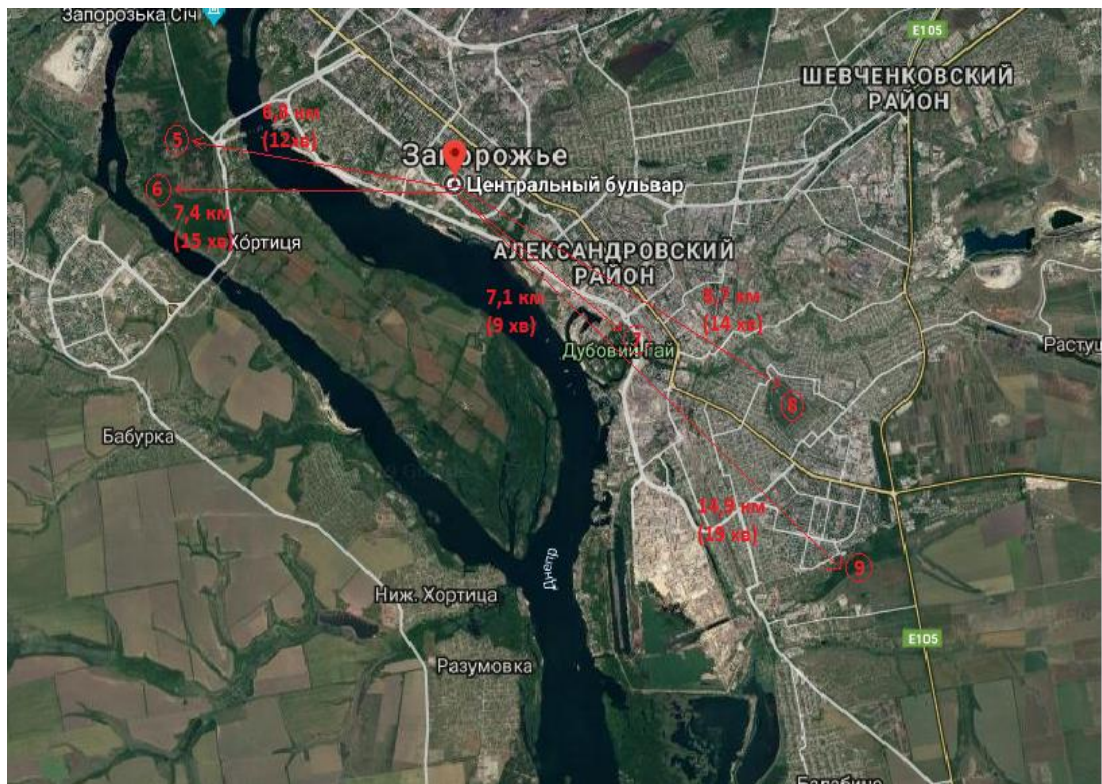 Запорозька Січ
E105
ШЕВЧЕНКОВСКИЙ
РАЙОН
6,8 км
(12хв)
5
Запорожье
Центральный бульвар
6
7,4 км
(15 хв)
Хортиця
АЛЕКСАНДРОВСКИЙ
РАЙОН
7,1 км
(9 хв)
8,7 км
(14 хв)
7
Дубовий Гай
Растущ
8
Бабурка
14,9 км
(19 хв)
9
Днепр
Ниж. Хортица
E105
Разумовка
Балабино